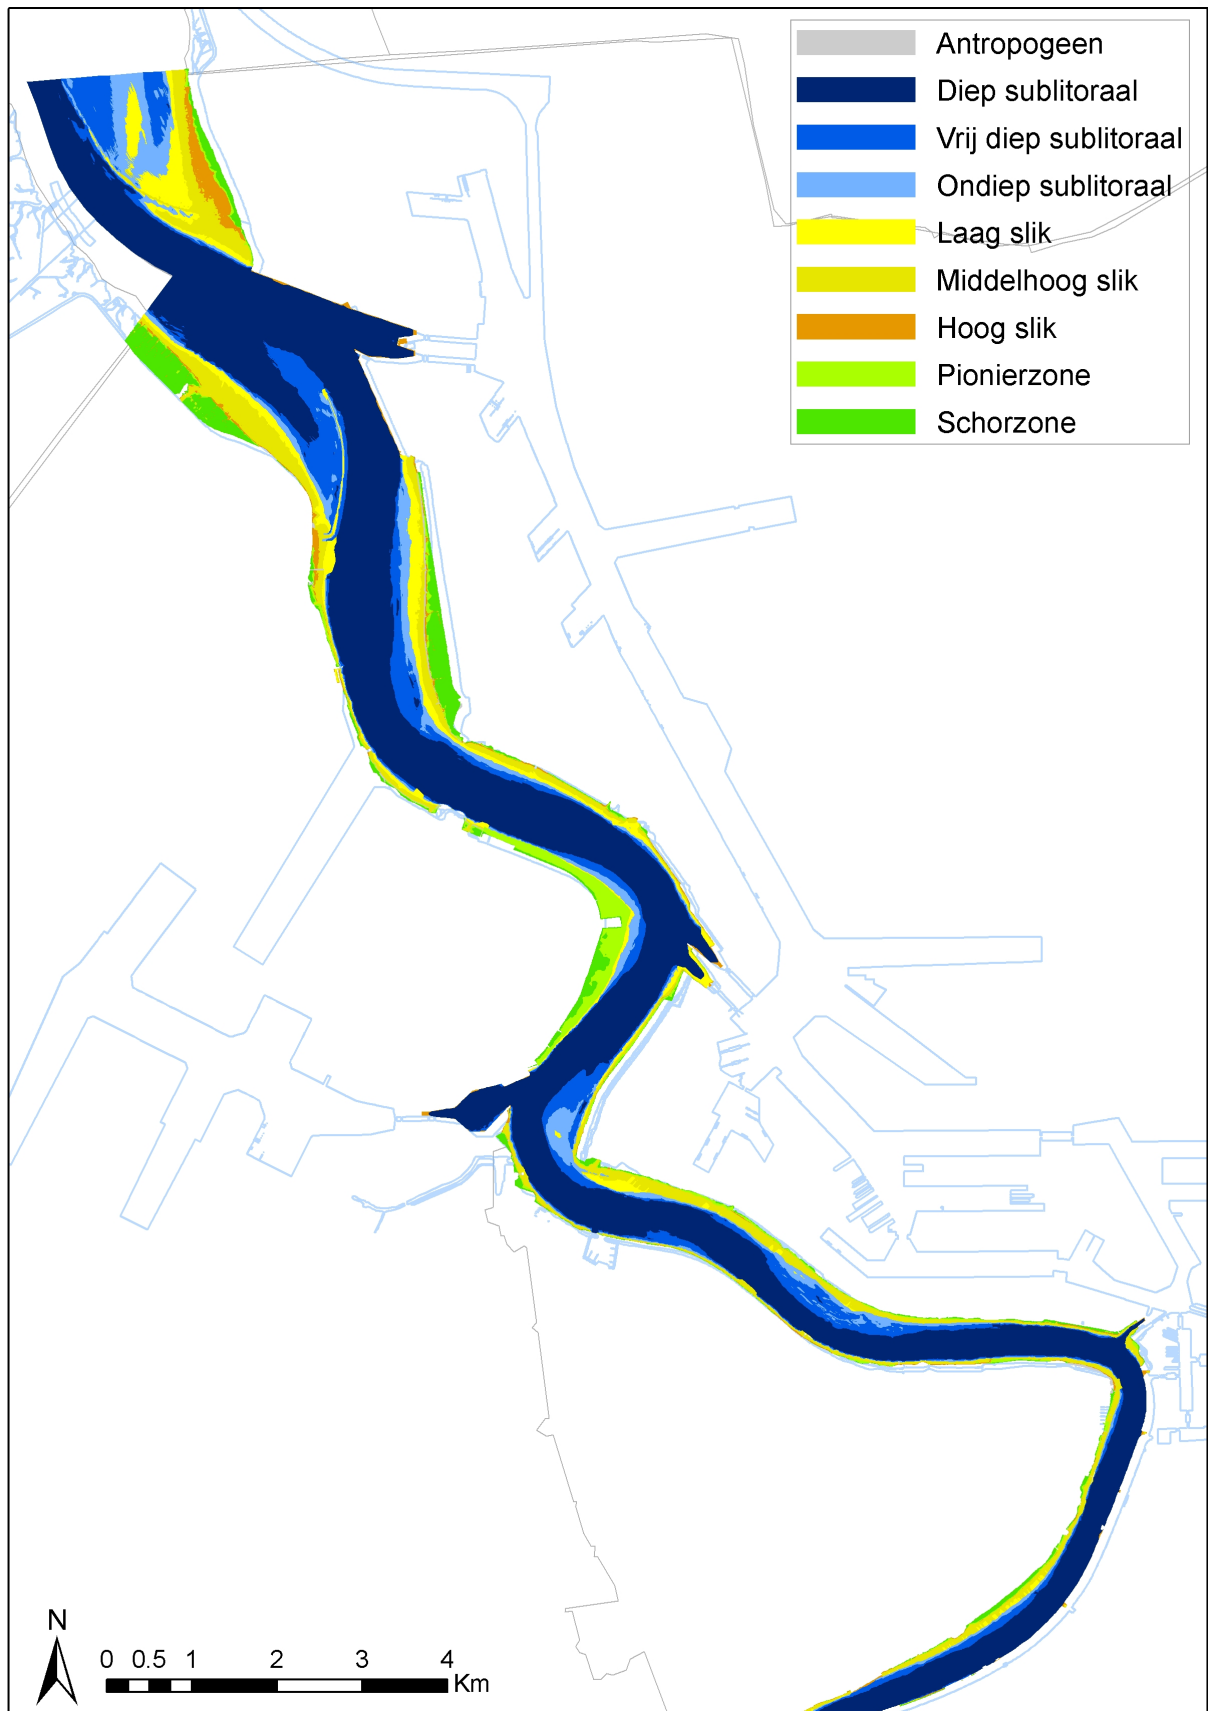 Antropogeen
Diep sublitoraal
Vrij diep sublitoraal
Ondiep sublitoraal
Laag slik
Middelhoog slik
Hoog slik
Pionierzone
Schorzone
N
0 0.5 1 2 3 4
Km